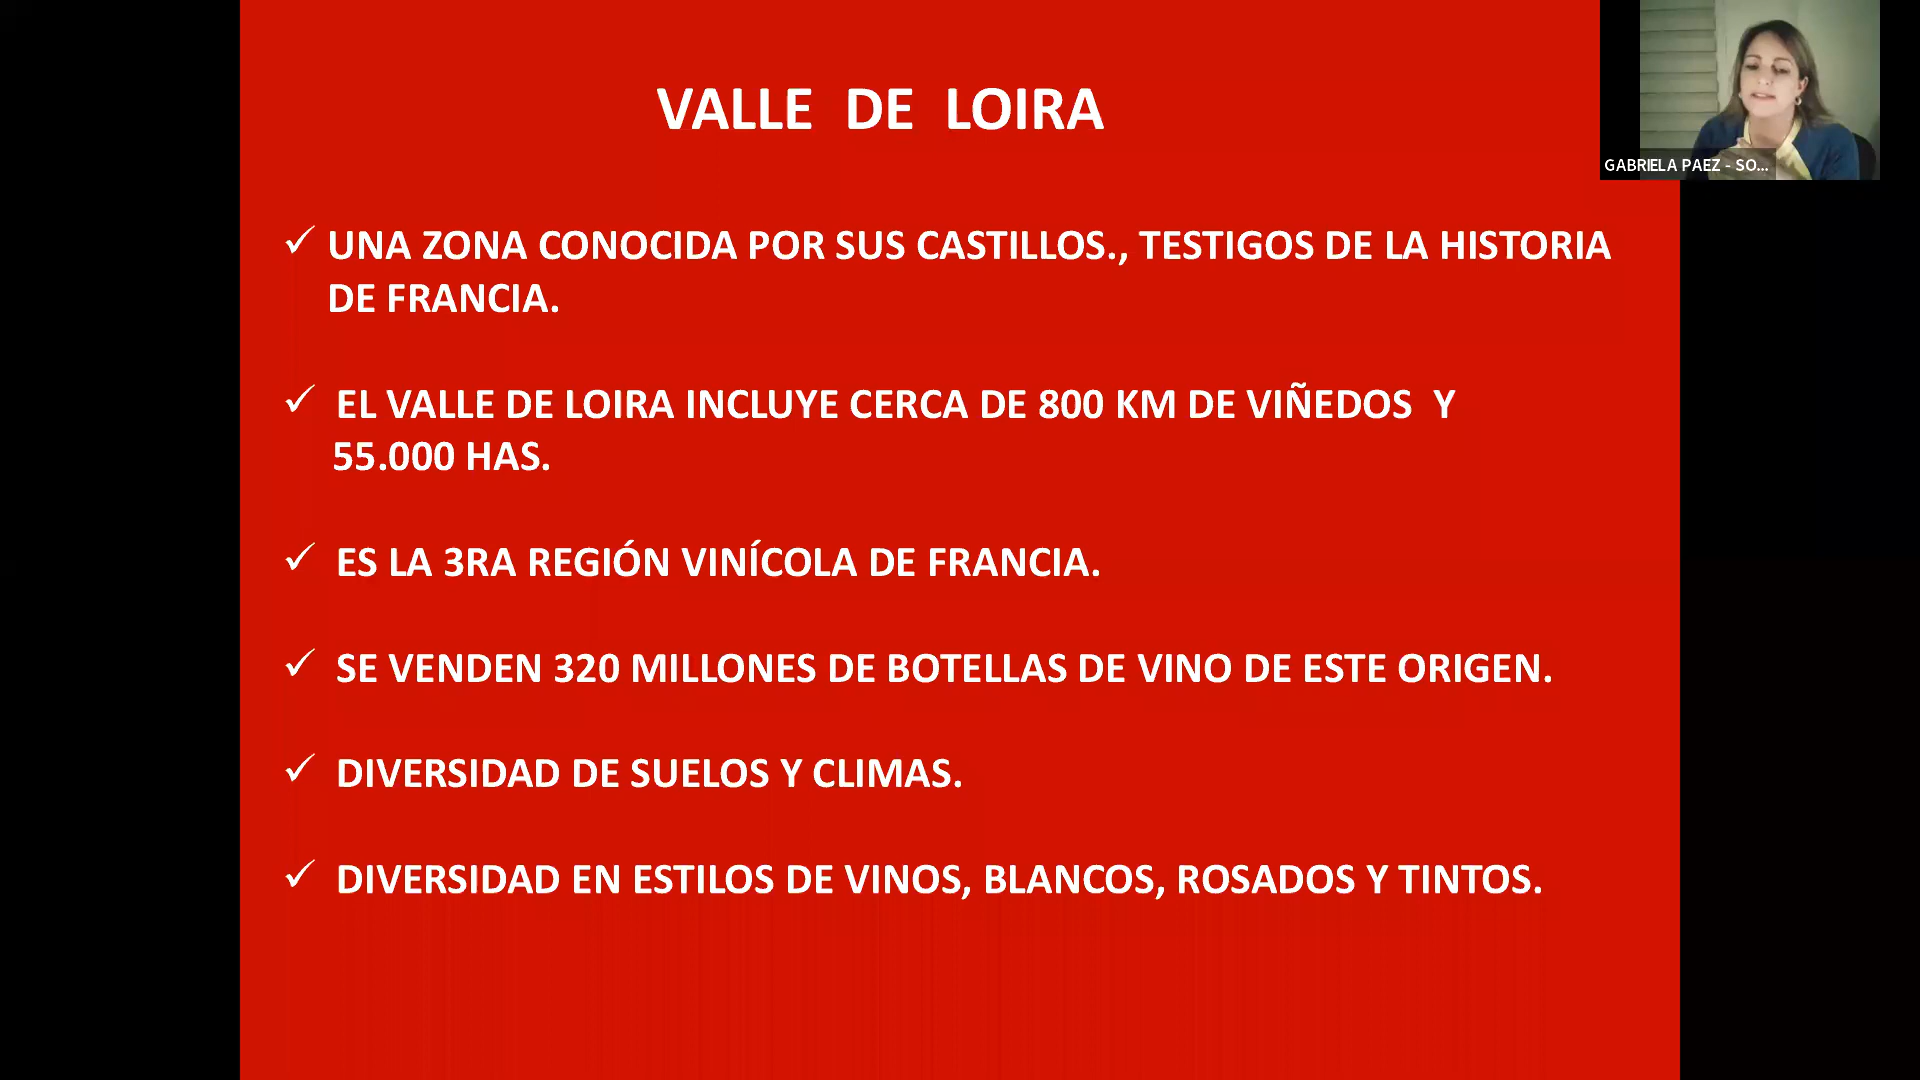 VALLE DE LOIRA
GABRIELA PAEZ - SO...
✓ UNA ZONA CONOCIDA POR SUS CASTILLOS., TESTIGOS DE LA HISTORIA
DE FRANCIA.
✓ EL VALLE DE LOIRA INCLUYE CERCA DE 800 KM DE VIÑEDOS Y
55.000 HAS.
✓ ES LA 3RA REGIÓN VINÍCOLA DE FRANCIA.
✓ SE VENDEN 320 MILLONES DE BOTELLAS DE VINO DE ESTE ORIGEN.
✓ DIVERSIDAD DE SUELOS Y CLIMAS.
✓ DIVERSIDAD EN ESTILOS DE VINOS, BLANCOS, ROSADOS Y TINTOS.